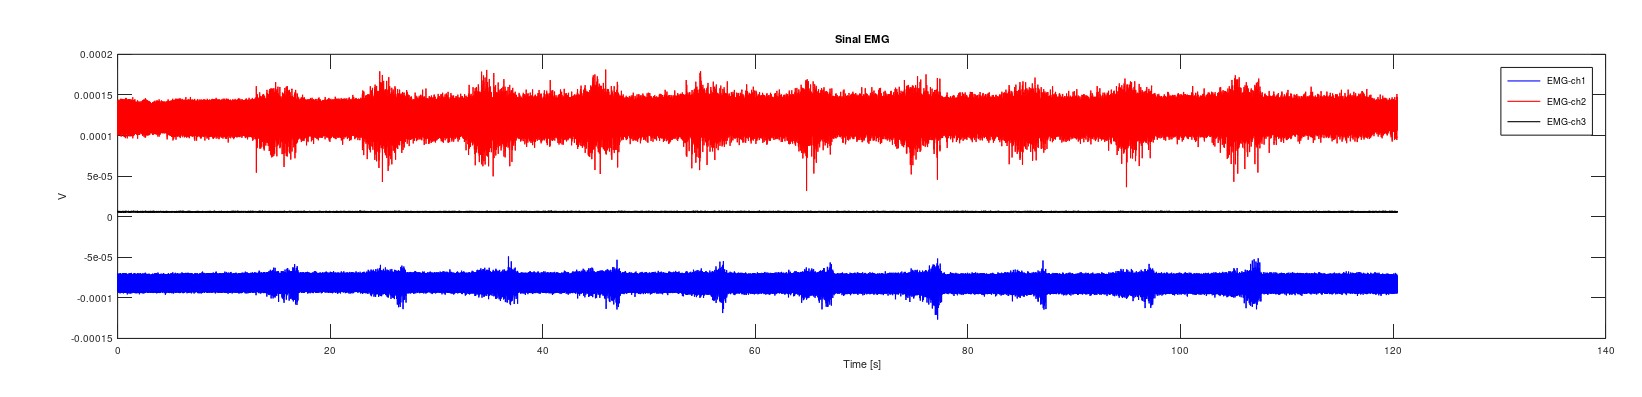 Sinal EMG
0.0002
0.00015
0.0001
5e-05
0
-5e-05
-0.0001
-0.00015
V
0 20 40 60 80 100 120 140
Time [s]
EMG-ch1
EMG-ch2
EMG-ch3